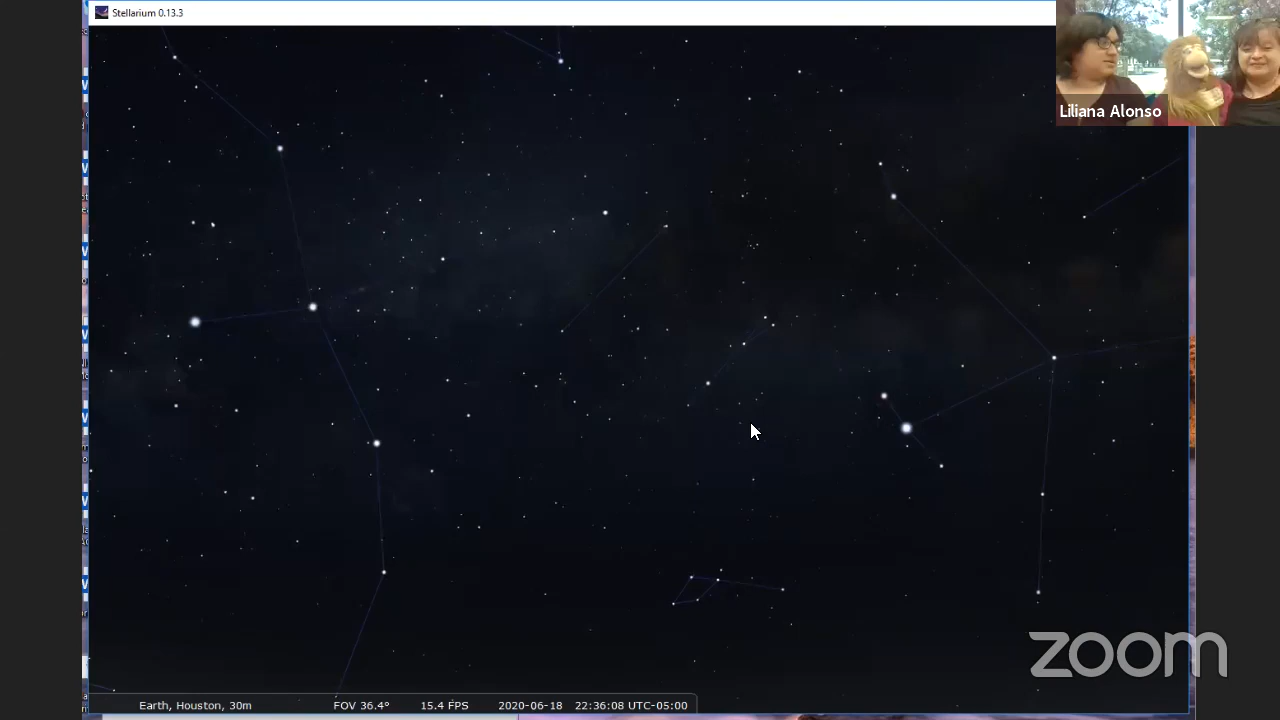 Stellarium 0.13.3
Liliana Alonso
zoom
Earth, Houston, 30m FOV 36.4° 15.4 FPS 2020-06-18 22:36:08 UTC-05:00